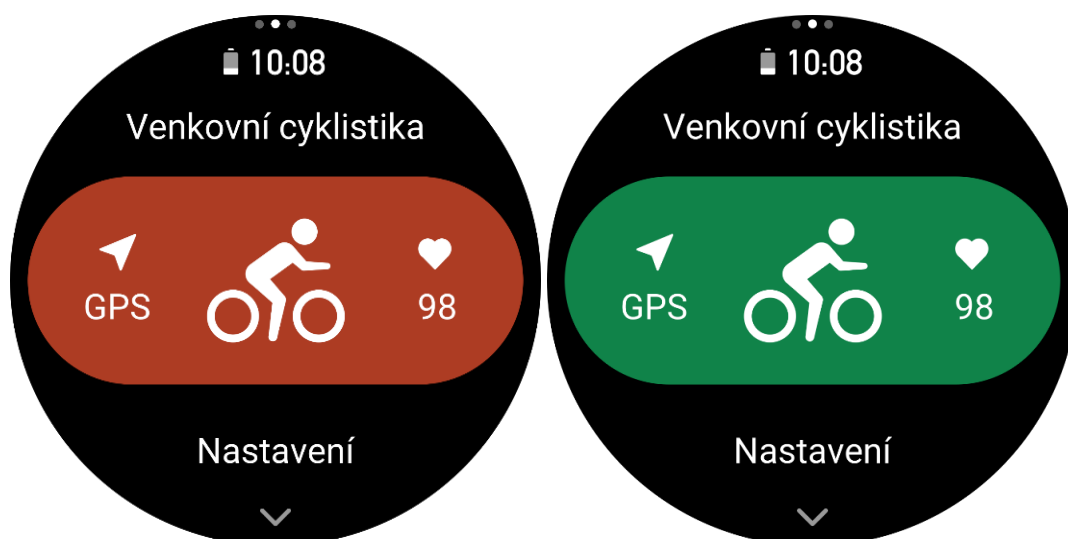 10:08
Venkovní cyklistika
GPS
98
Nastavení
10:08
Venkovní cyklistika
GPS
98
Nastavení